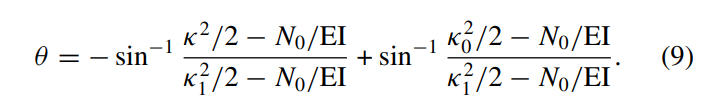 θ = − sin⁻¹ (κ²/2 − N₀/EI)/(κ₁²/2 − N₀/EI) + sin⁻¹ (κ₀²/2 − N₀/EI)/(κ₁²/2 − N₀/EI). (9)